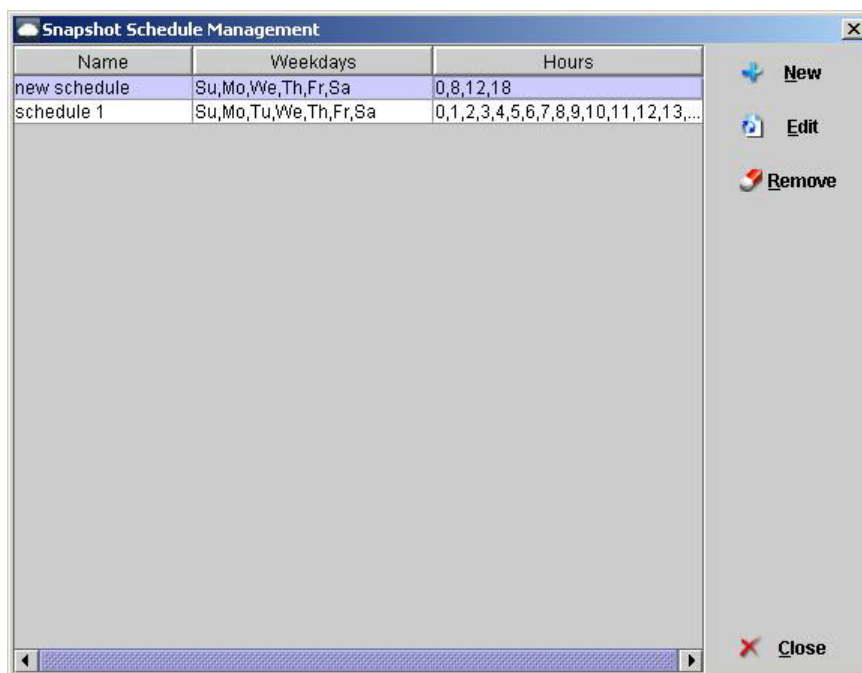 Snapshot Schedule Management
Name Weekdays Hours
new schedule Su,Mo,We,Th,Fr,Sa 0,8,12,18
schedule 1 Su,Mo,Tu,We,Th,Fr,Sa 0,1,2,3,4,5,6,7,8,9,10,11,12,13,...
New
Edit
Remove
Close